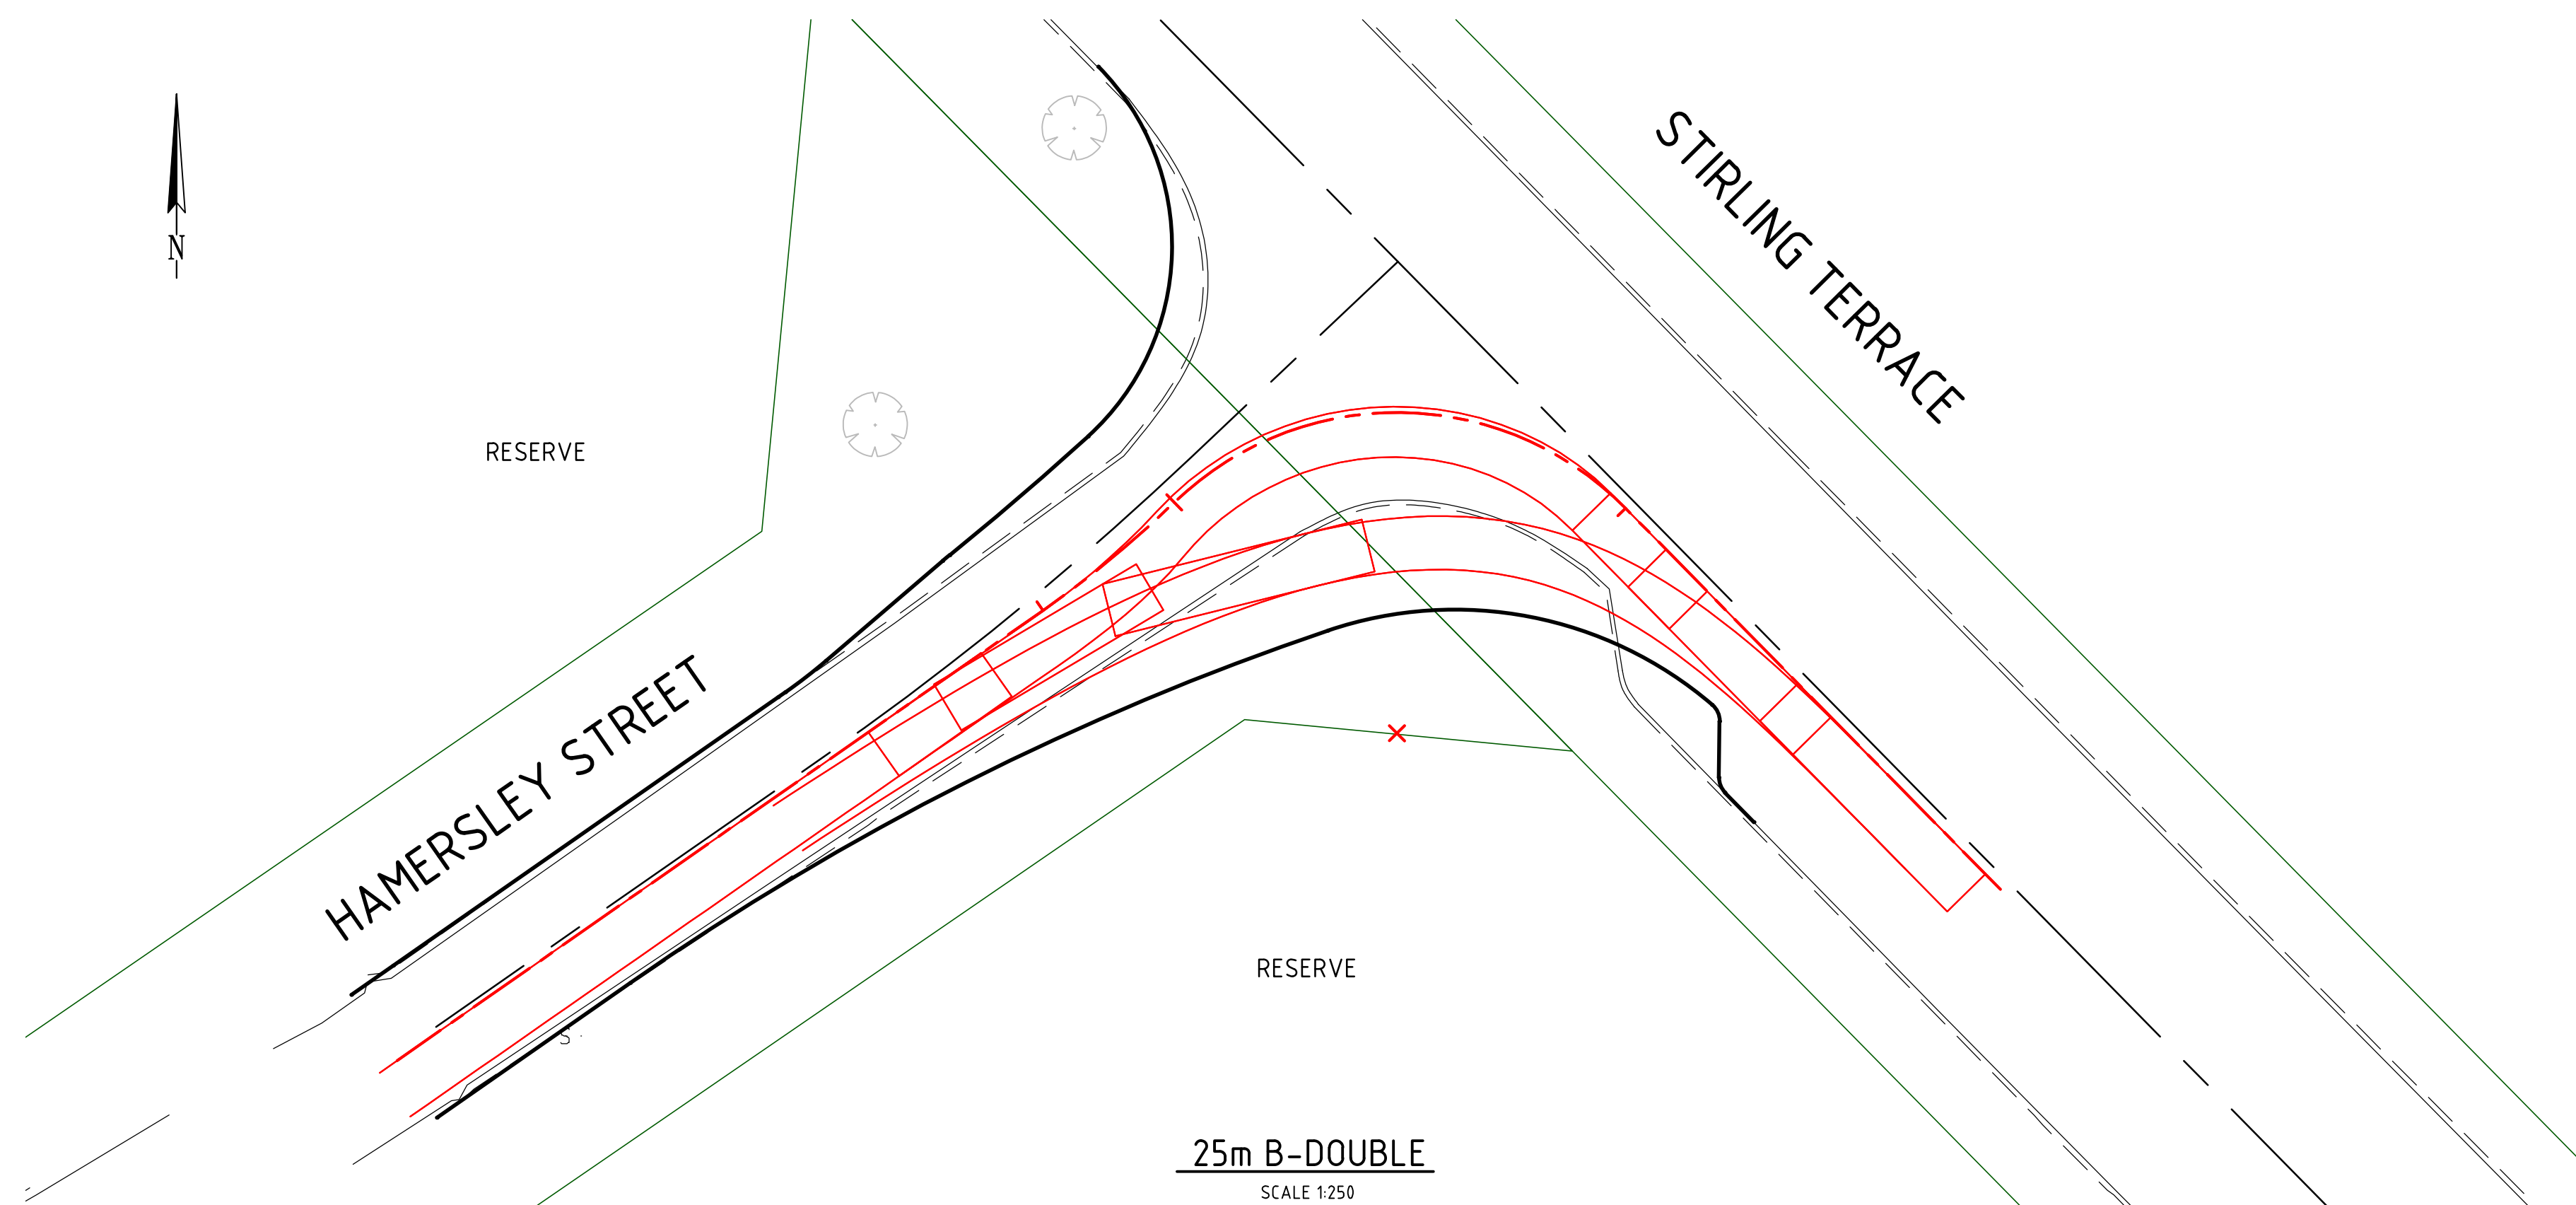 N
STIRLING TERRACE
RESERVE
HAMERSLEY STREET
RESERVE
S
25m B-DOUBLE
SCALE 1:250